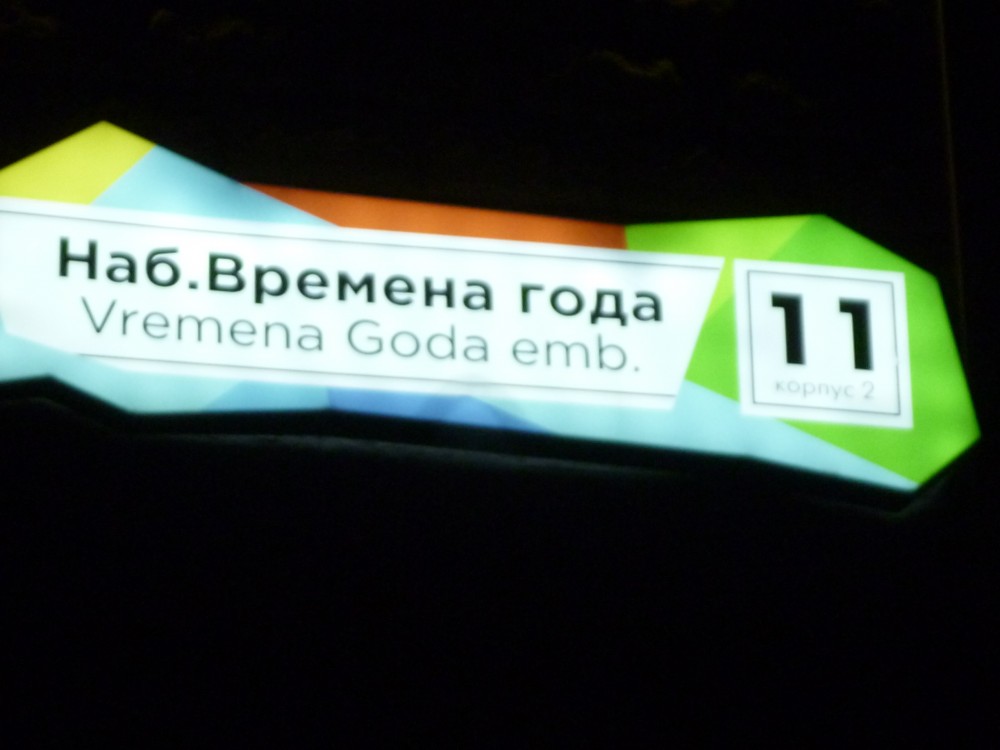 Наб.Времена года
Vremena Goda emb.
11
корпус 2